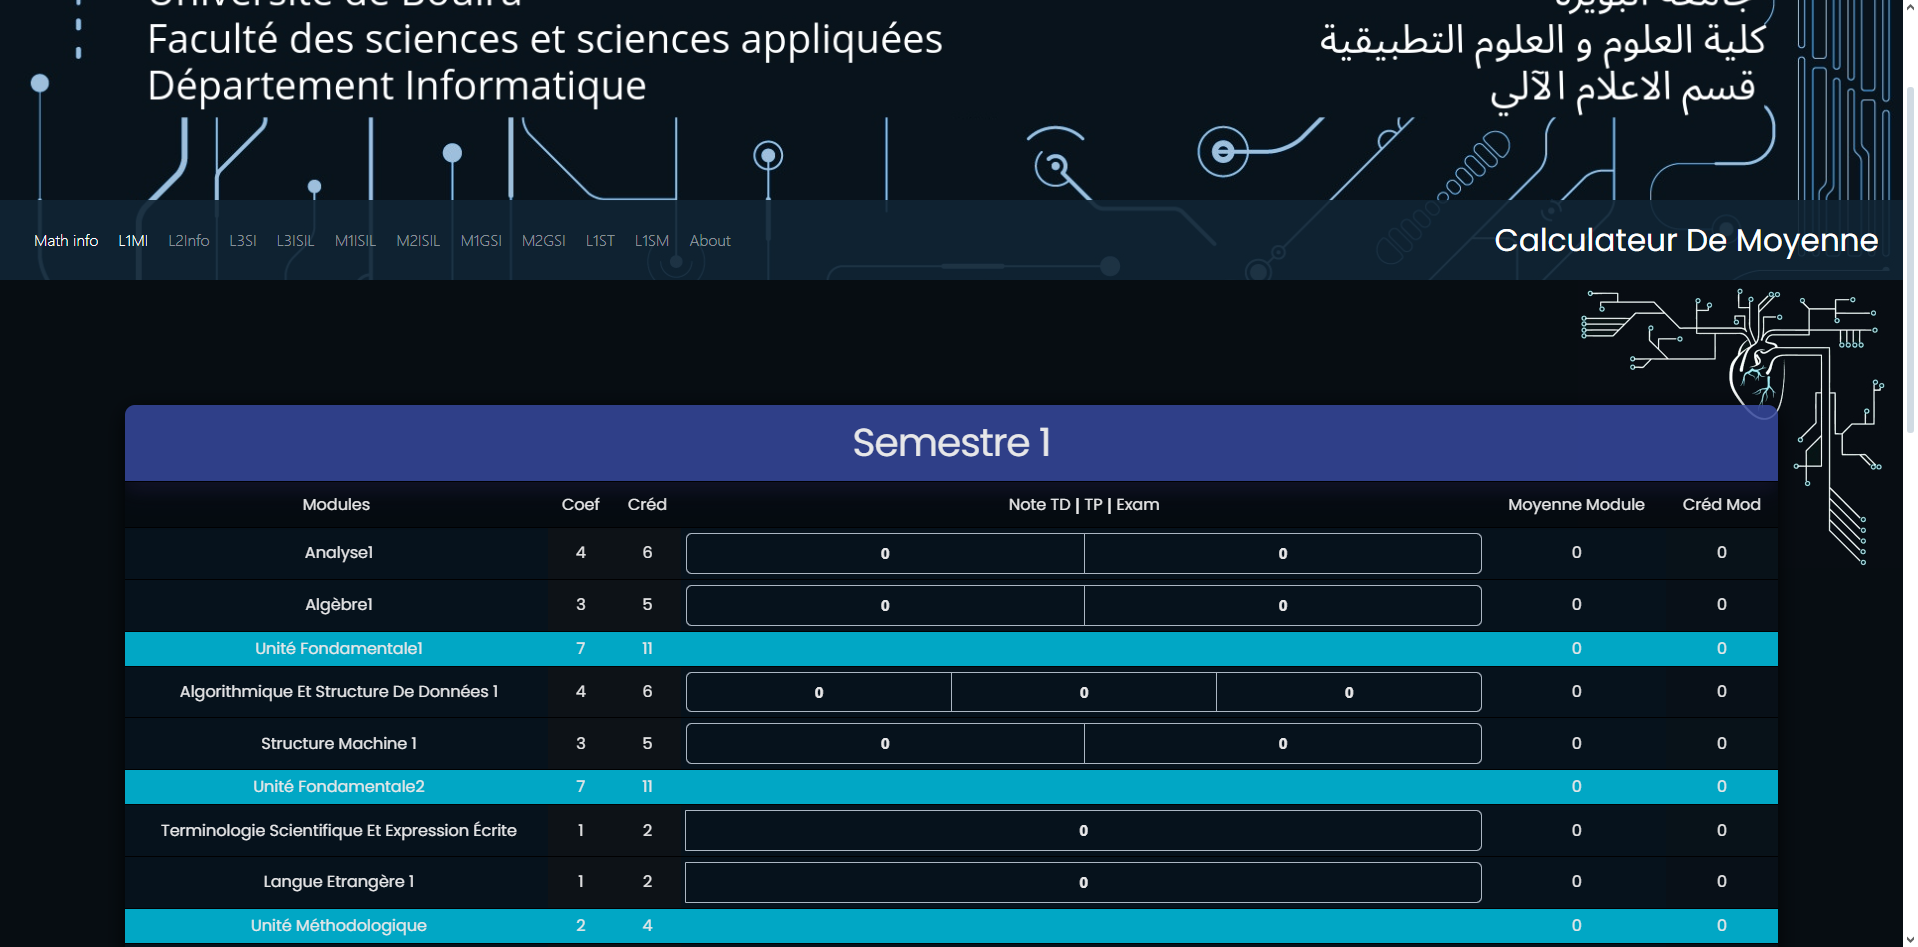 Université de Bouira
جامعة البويرة
Faculté des sciences et sciences appliquées
كلية العلوم و العلوم التطبيقية
Département Informatique
قسم الاعلام الآلي
Math info L1MI L2Info L3SI L3ISIL M1ISIL M2ISIL M1GSI M2GSI L1ST L1SM About
Calculateur De Moyenne
Semestre 1
Modules Coef Créd Note TD | TP | Exam Moyenne Module Créd Mod
Analyse1 4 6 0 0 0 0
Algèbre1 3 5 0 0 0 0
Unité Fondamentale1 7 11 0 0
Algorithmique Et Structure De Données 1 4 6 0 0 0 0 0
Structure Machine 1 3 5 0 0 0 0
Unité Fondamentale2 7 11 0 0
Terminologie Scientifique Et Expression Écrite 1 2 0 0 0
Langue Etrangère 1 1 2 0 0 0
Unité Méthodologique 2 4 0 0